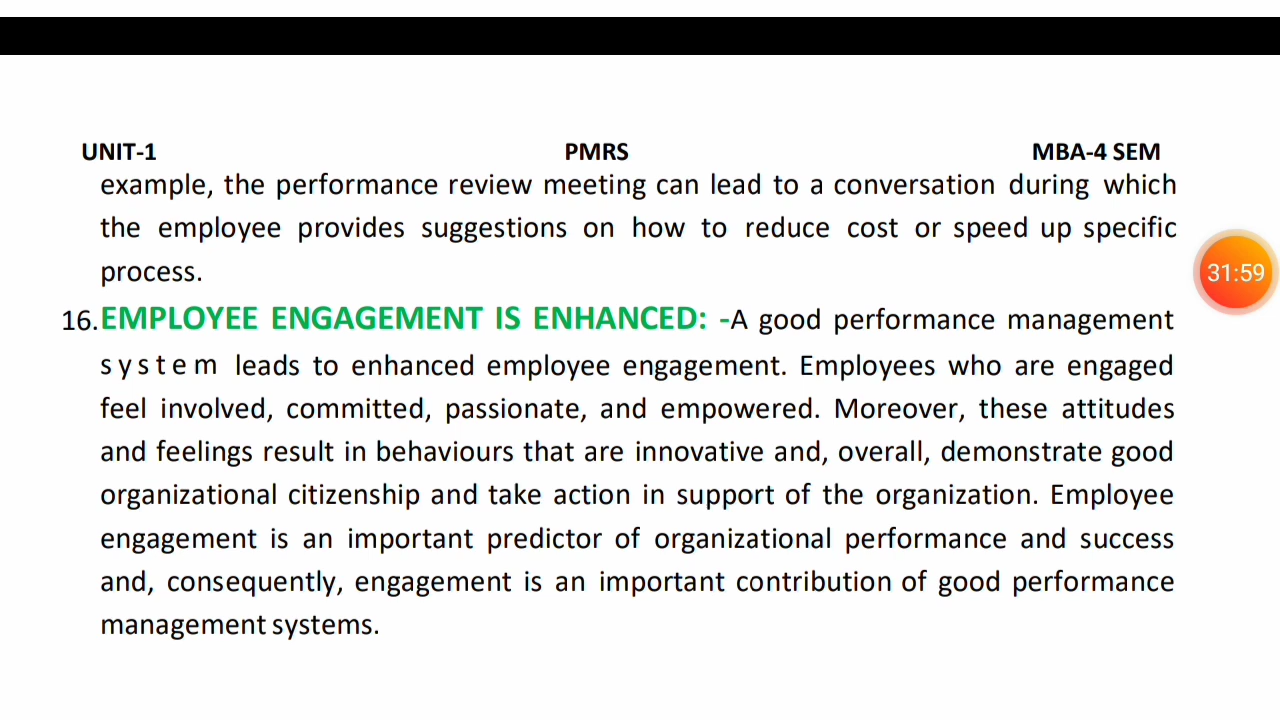 UNIT-1 PMRS MBA-4 SEM
example, the performance review meeting can lead to a conversation during which
the employee provides suggestions on how to reduce cost or speed up specific
process.
16. EMPLOYEE ENGAGEMENT IS ENHANCED: -A good performance management
system leads to enhanced employee engagement. Employees who are engaged
feel involved, committed, passionate, and empowered. Moreover, these attitudes
and feelings result in behaviours that are innovative and, overall, demonstrate good
organizational citizenship and take action in support of the organization. Employee
engagement is an important predictor of organizational performance and success
and, consequently, engagement is an important contribution of good performance
management systems.
31:59